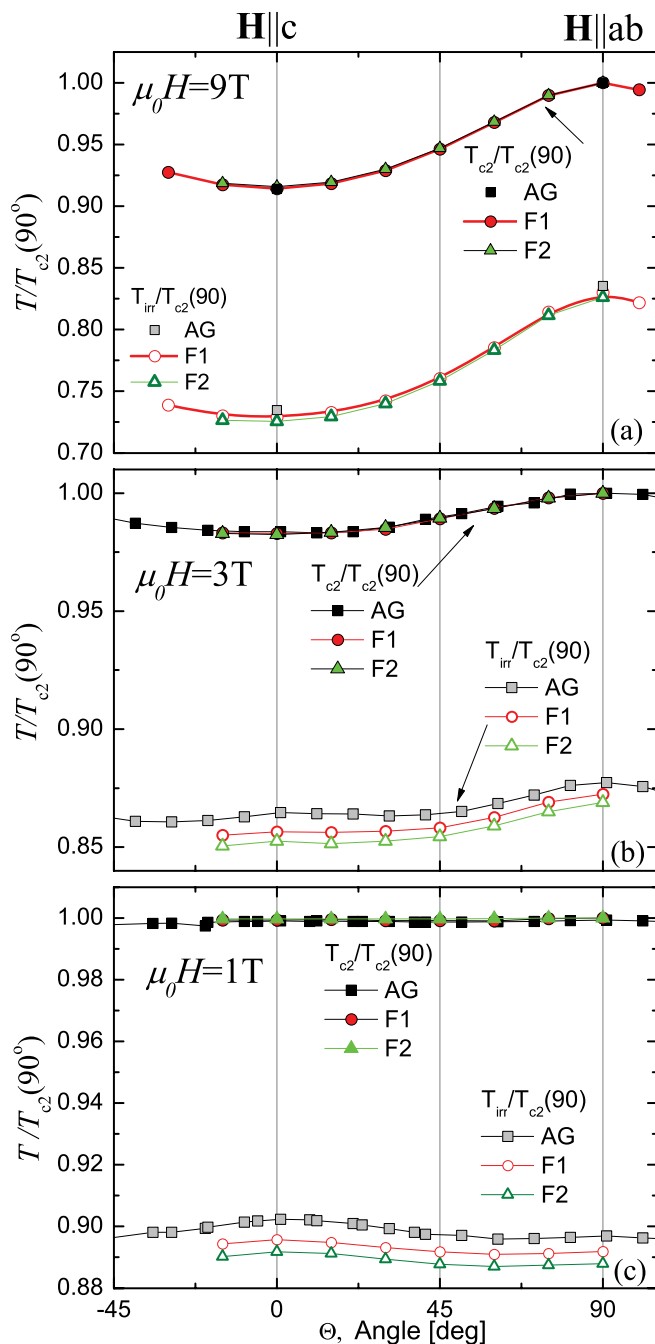 H||c H||ab
μ0H=9T
1.00
0.95
0.90
0.85
0.80
0.75
0.70
T/Tc2(90°)
Tc2/Tc2(90)
AG
F1
F2
Tirr/Tc2(90)
AG
F1
F2
(a)
μ0H=3T
1.00
0.95
0.90
0.85
T/Tc2(90°)
Tc2/Tc2(90)
AG
F1
F2
Tirr/Tc2(90)
AG
F1
F2
(b)
μ0H=1T
1.00
0.98
0.96
0.94
0.92
0.90
0.88
T/Tc2(90°)
Tc2/Tc2(90)
AG
F1
F2
Tirr/Tc2(90)
AG
F1
F2
(c)
-45 0 45 90
Θ, Angle [deg]